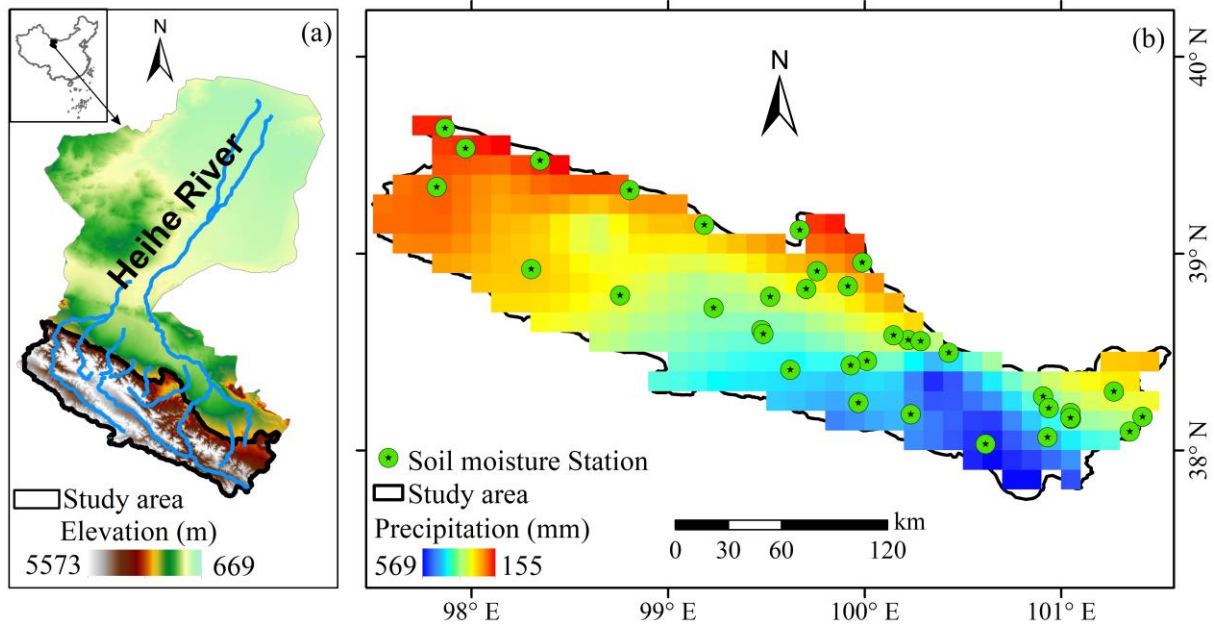 (a)
N
Heihe River
Study area
Elevation (m)
5573 669
(b)
N
40° N
39° N
38° N
Soil moisture Station
Study area
Precipitation (mm)
569 155
km
0 30 60 120
98° E 99° E 100° E 101° E